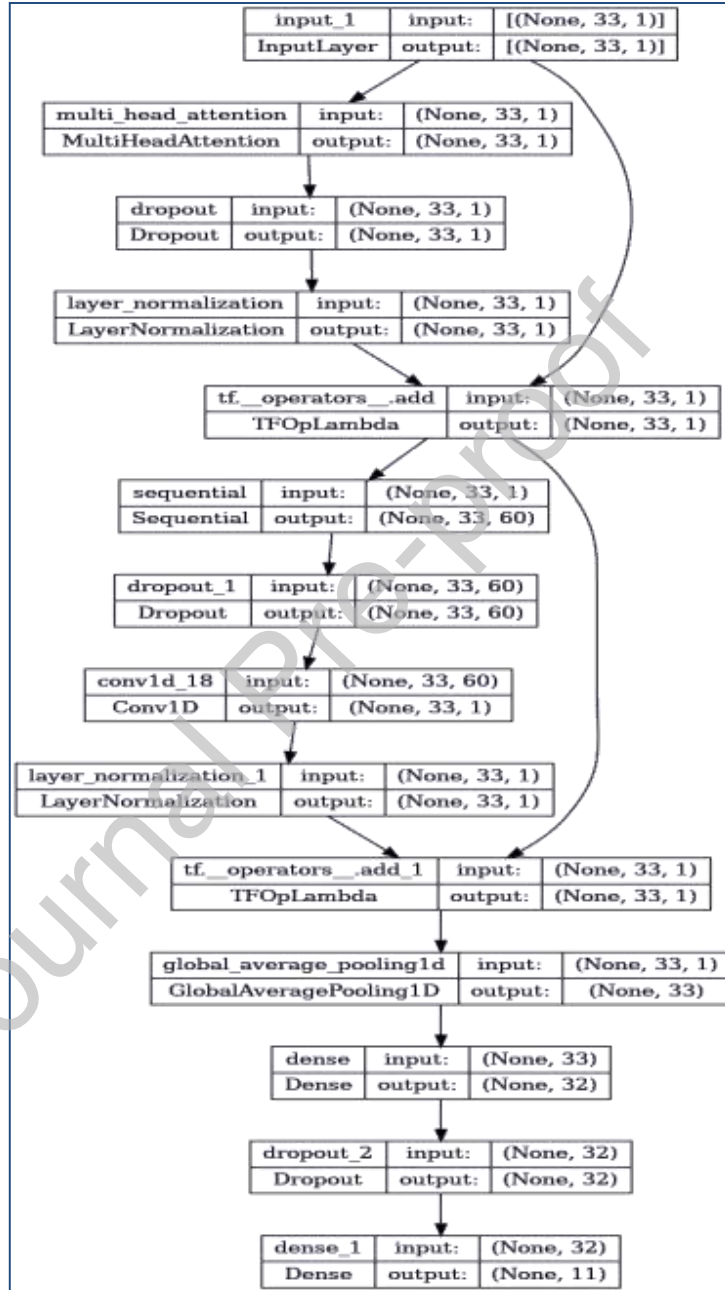 input_1 input: [(None, 33, 1)]
InputLayer output: [(None, 33, 1)]
multi_head_attention input: (None, 33, 1)
MultiHeadAttention output: (None, 33, 1)
dropout input: (None, 33, 1)
Dropout output: (None, 33, 1)
layer_normalization input: (None, 33, 1)
LayerNormalization output: (None, 33, 1)
tf.__operators__.add input: (None, 33, 1)
TFOpLambda output: (None, 33, 1)
sequential input: (None, 33, 1)
Sequential output: (None, 33, 60)
dropout_1 input: (None, 33, 60)
Dropout output: (None, 33, 60)
conv1d_18 input: (None, 33, 60)
Conv1D output: (None, 33, 1)
layer_normalization_1 input: (None, 33, 1)
LayerNormalization output: (None, 33, 1)
tf.__operators__.add_1 input: (None, 33, 1)
TFOpLambda output: (None, 33, 1)
global_average_pooling1d input: (None, 33, 1)
GlobalAveragePooling1D output: (None, 33)
dense input: (None, 33)
Dense output: (None, 32)
dropout_2 input: (None, 32)
Dropout output: (None, 32)
dense_1 input: (None, 32)
Dense output: (None, 11)
ournal Pre-proof